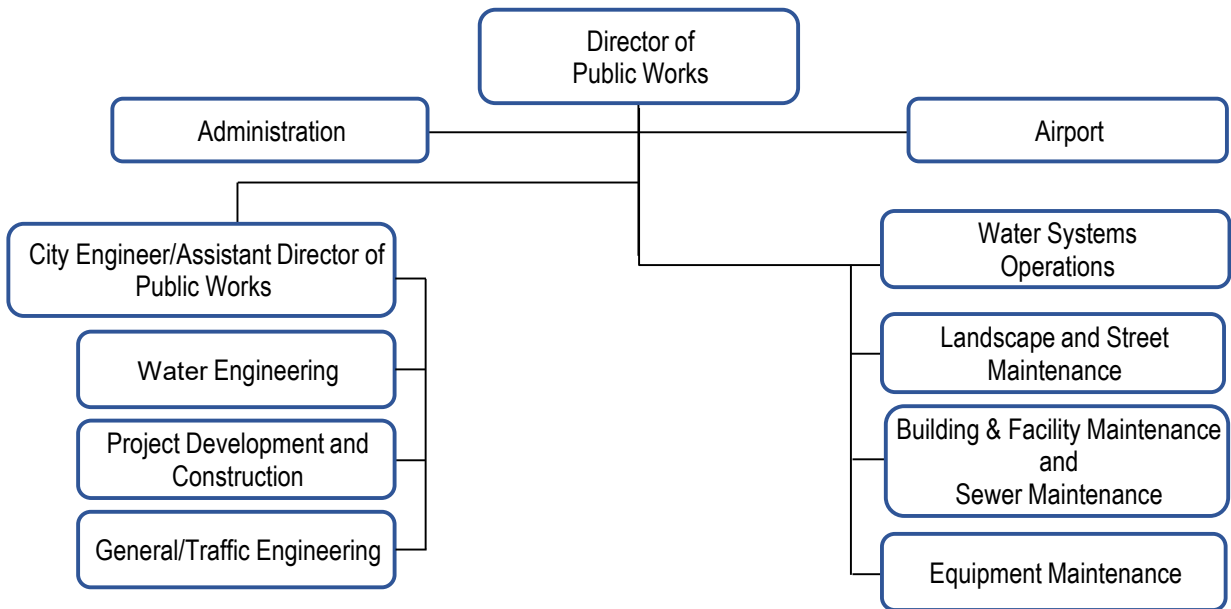 Director of
Public Works
Administration
Airport
City Engineer/Assistant Director of
Public Works
Water Engineering
Project Development and
Construction
General/Traffic Engineering
Water Systems
Operations
Landscape and Street
Maintenance
Building & Facility Maintenance
and
Sewer Maintenance
Equipment Maintenance